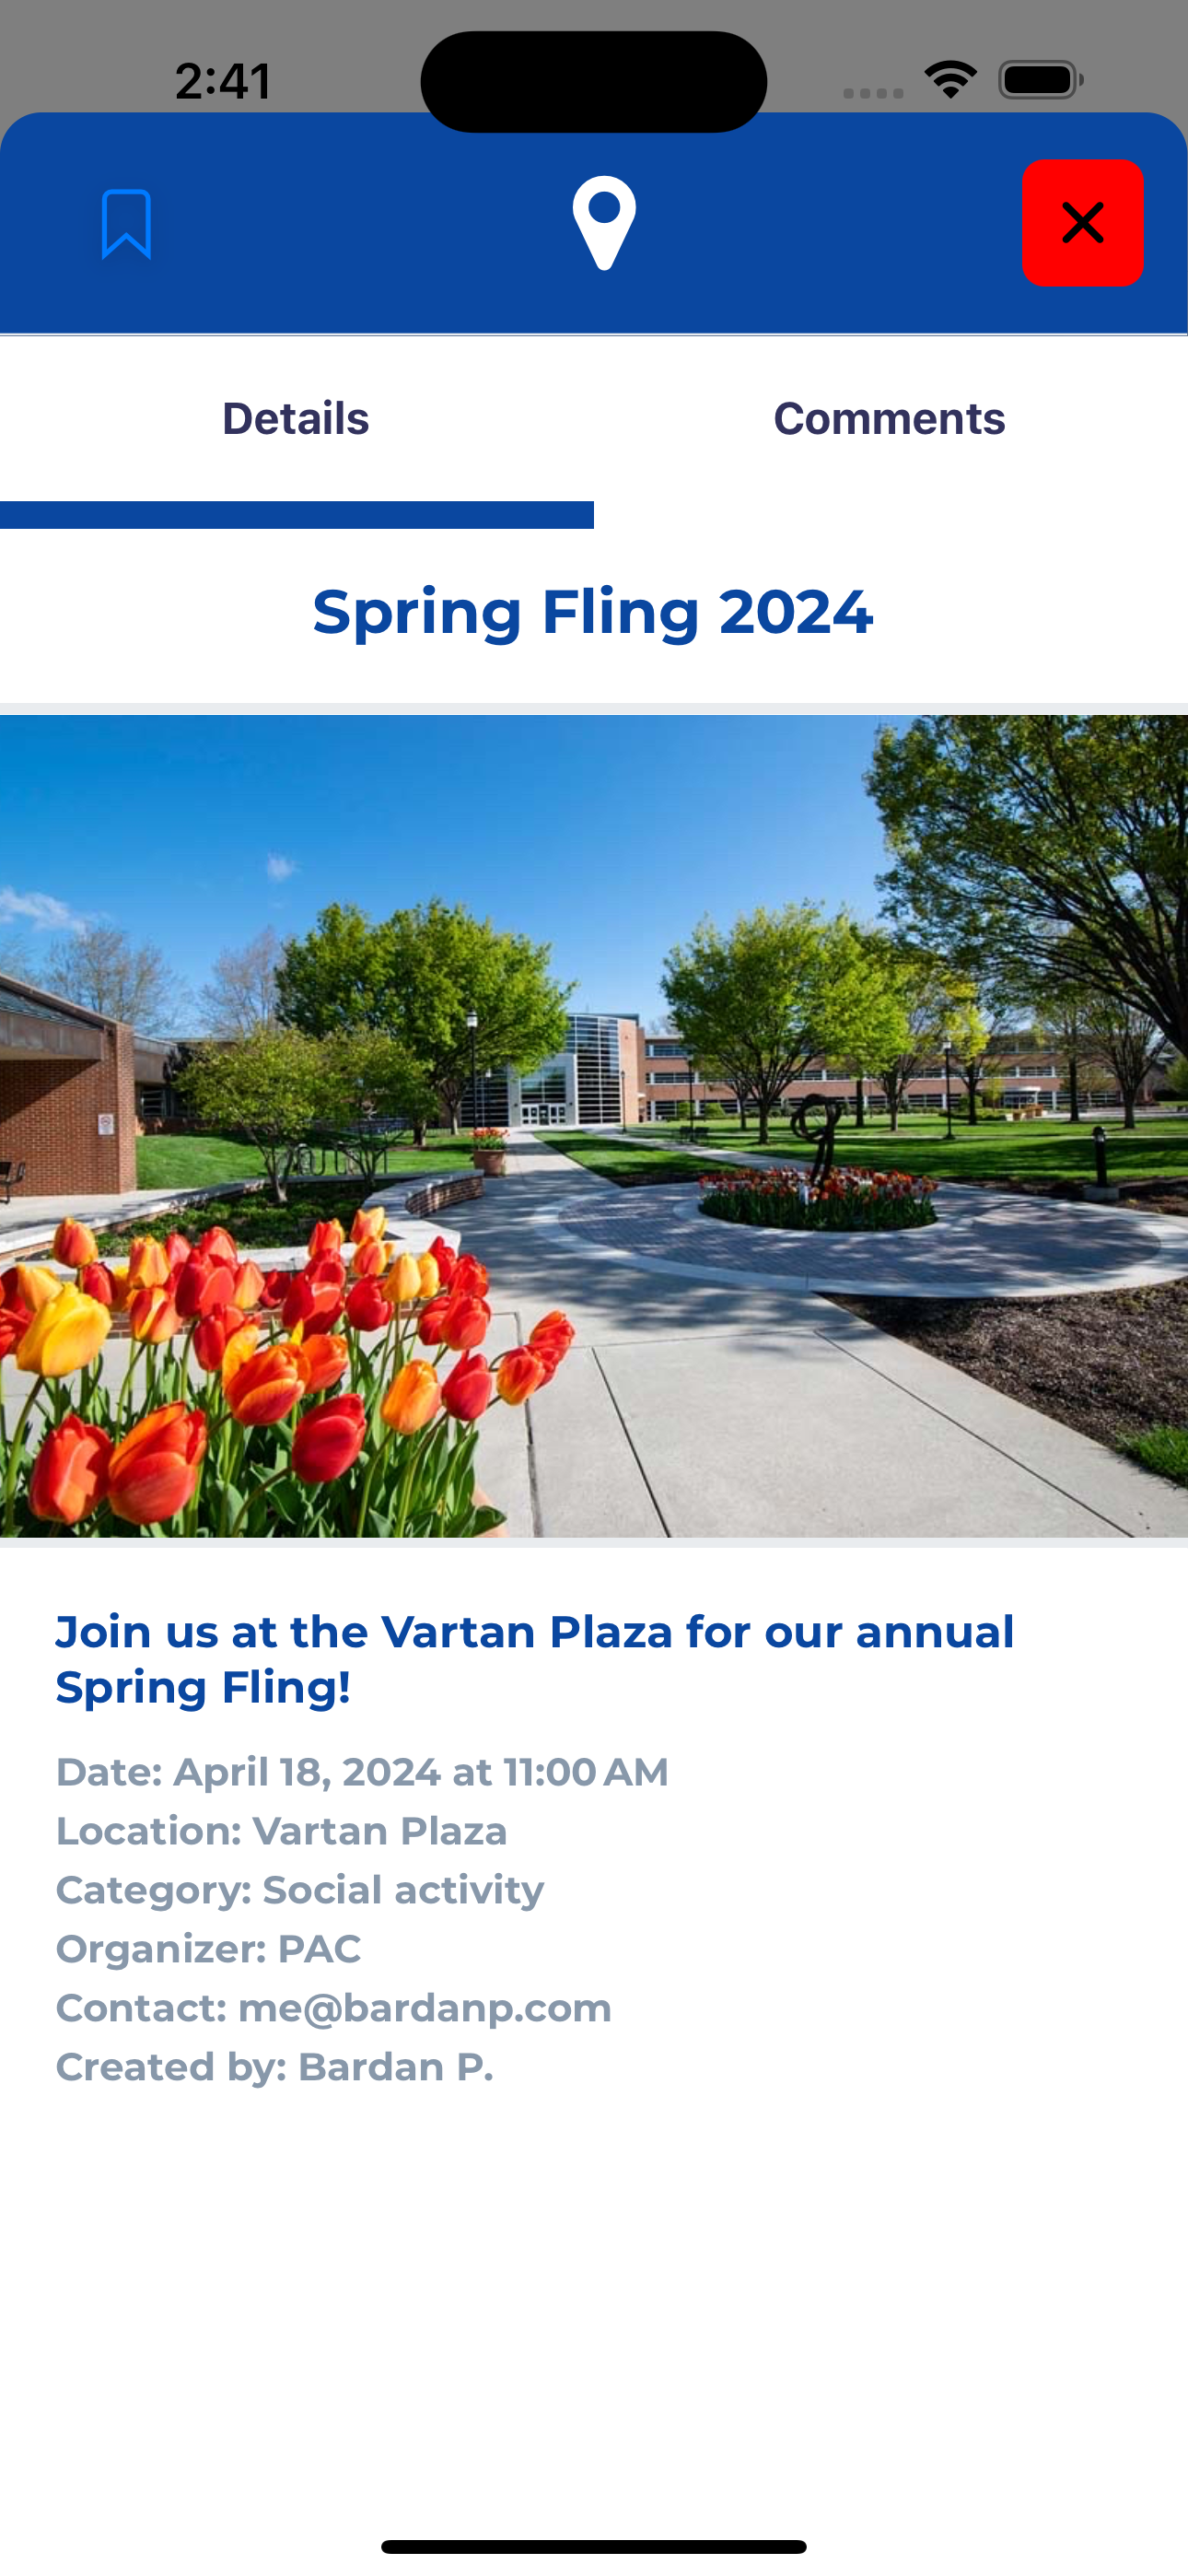 2:41
Details
Comments
Spring Fling 2024
Join us at the Vartan Plaza for our annual
Spring Fling!
Date: April 18, 2024 at 11:00 AM
Location: Vartan Plaza
Category: Social activity
Organizer: PAC
Contact: me@bardanp.com
Created by: Bardan P.